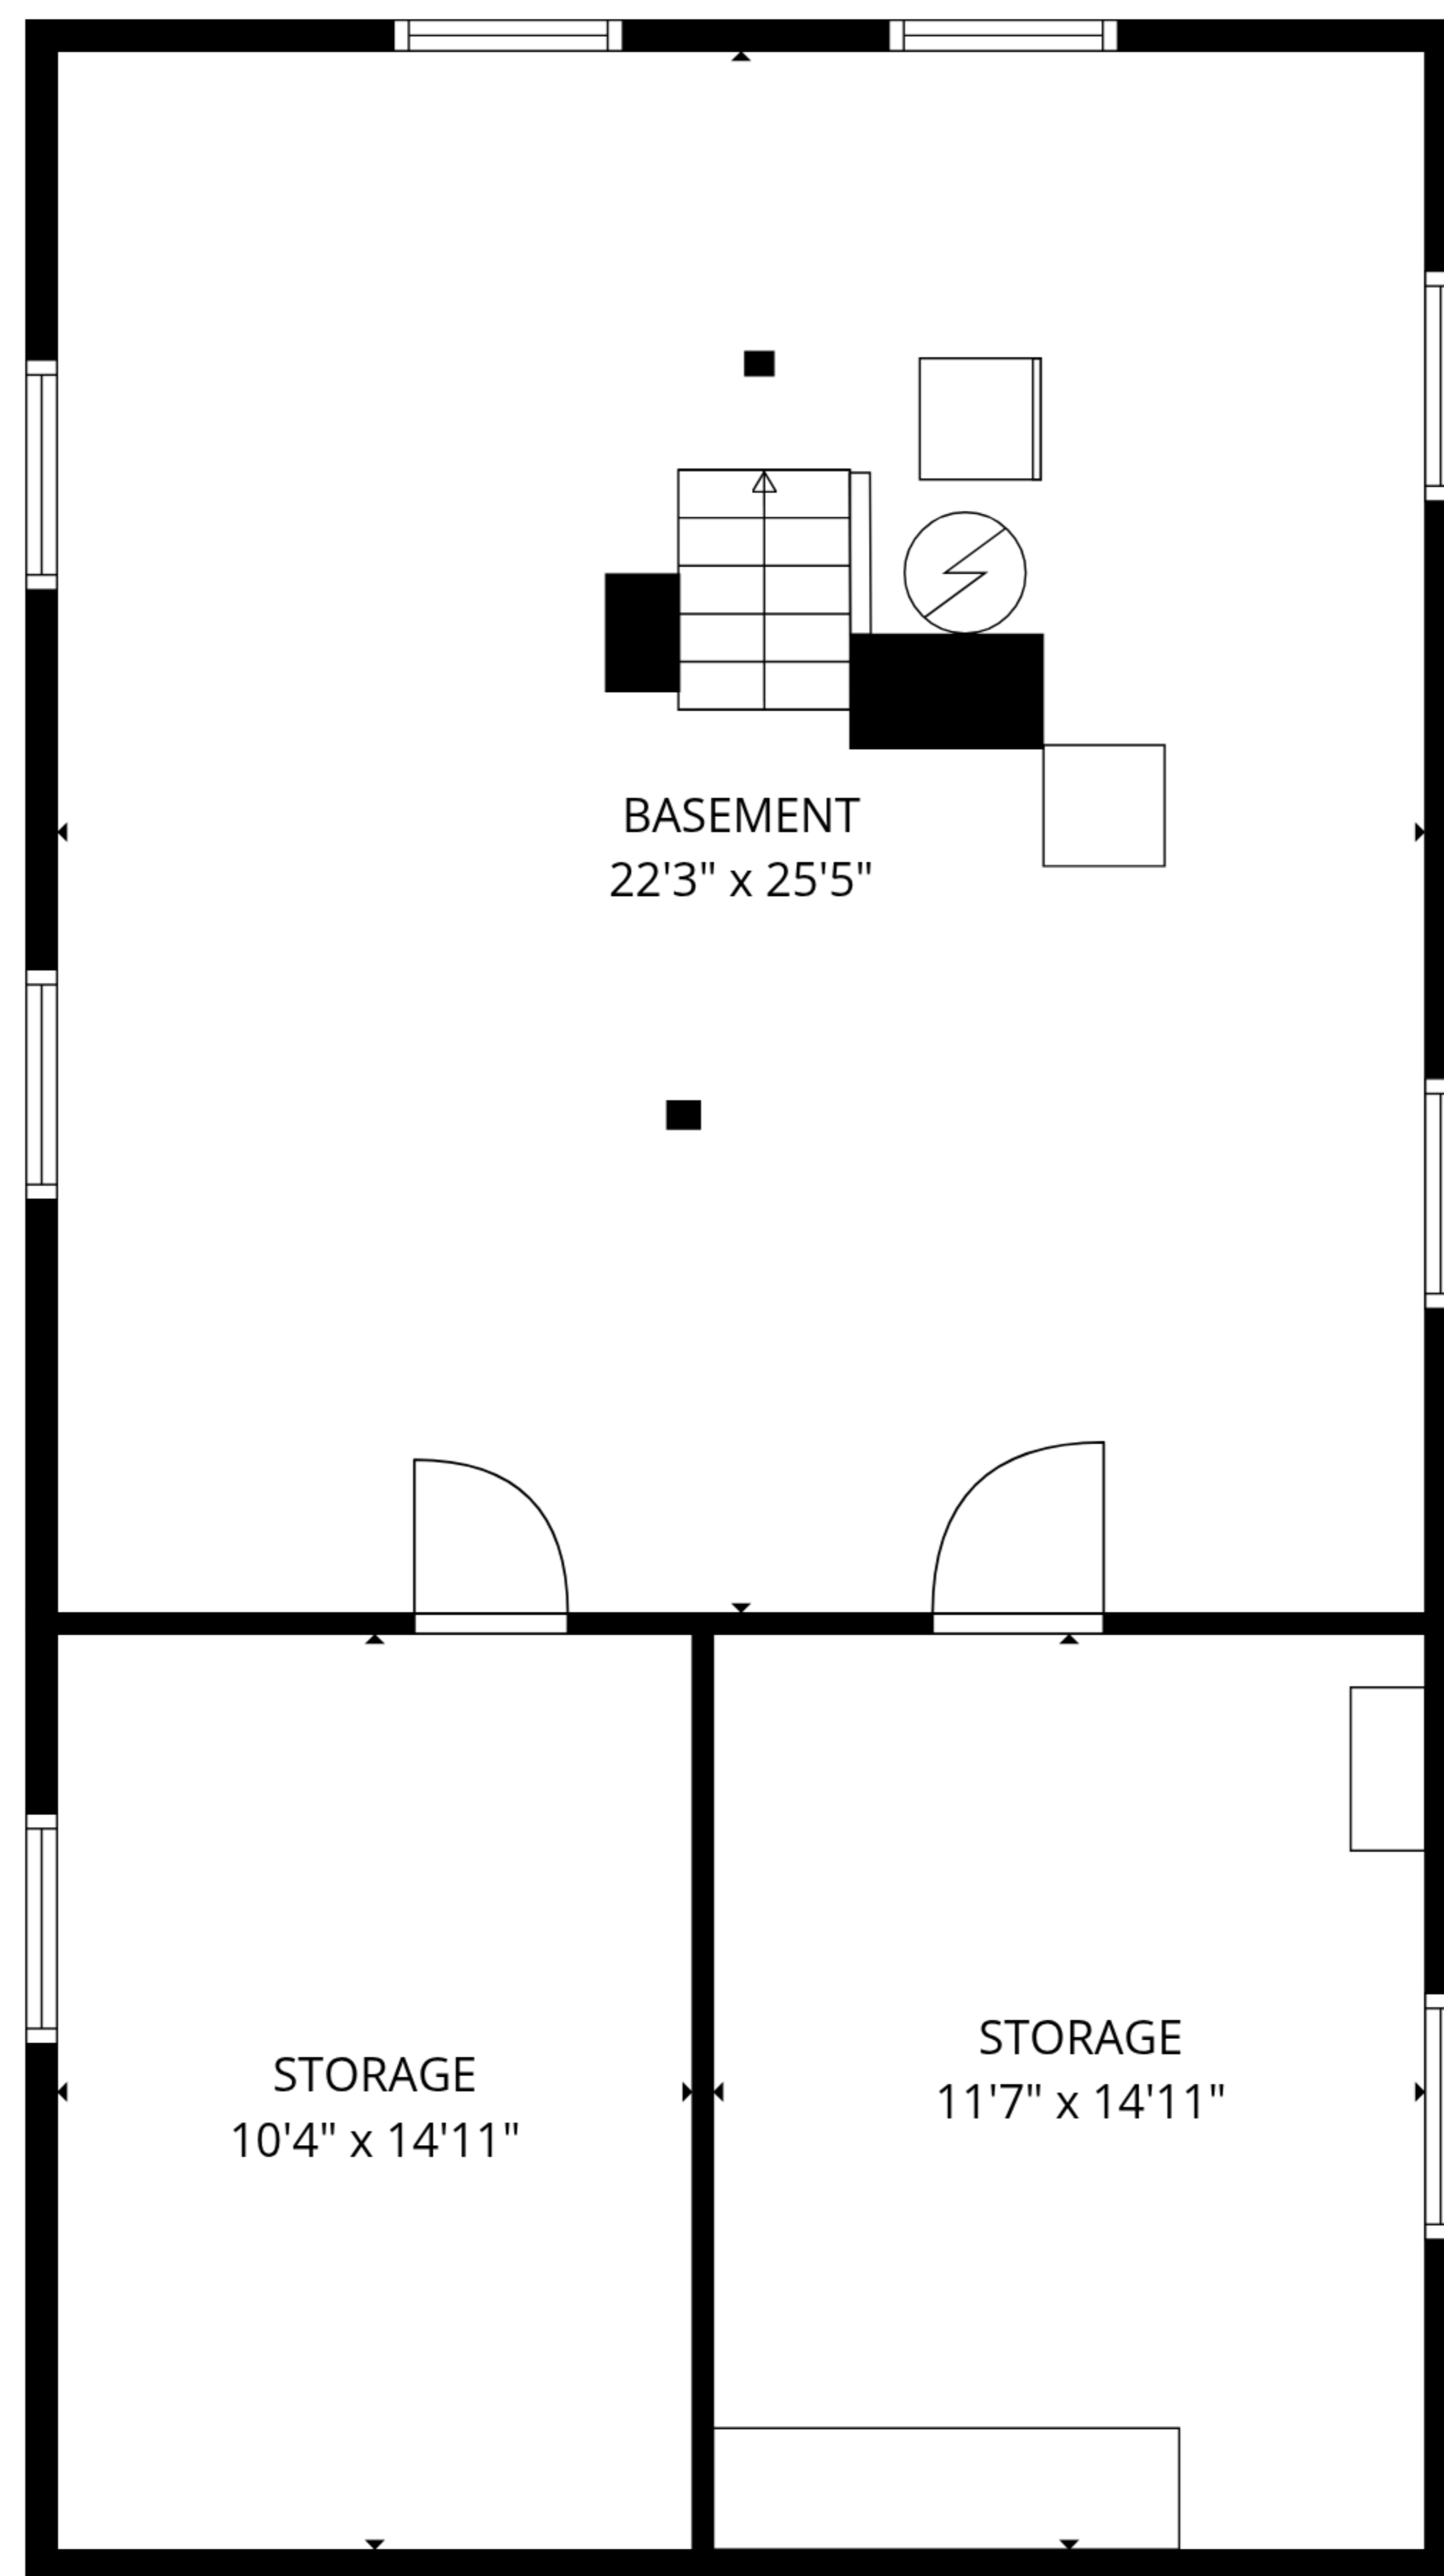 BASEMENT
22'3" x 25'5"
STORAGE
10'4" x 14'11"
STORAGE
11'7" x 14'11"